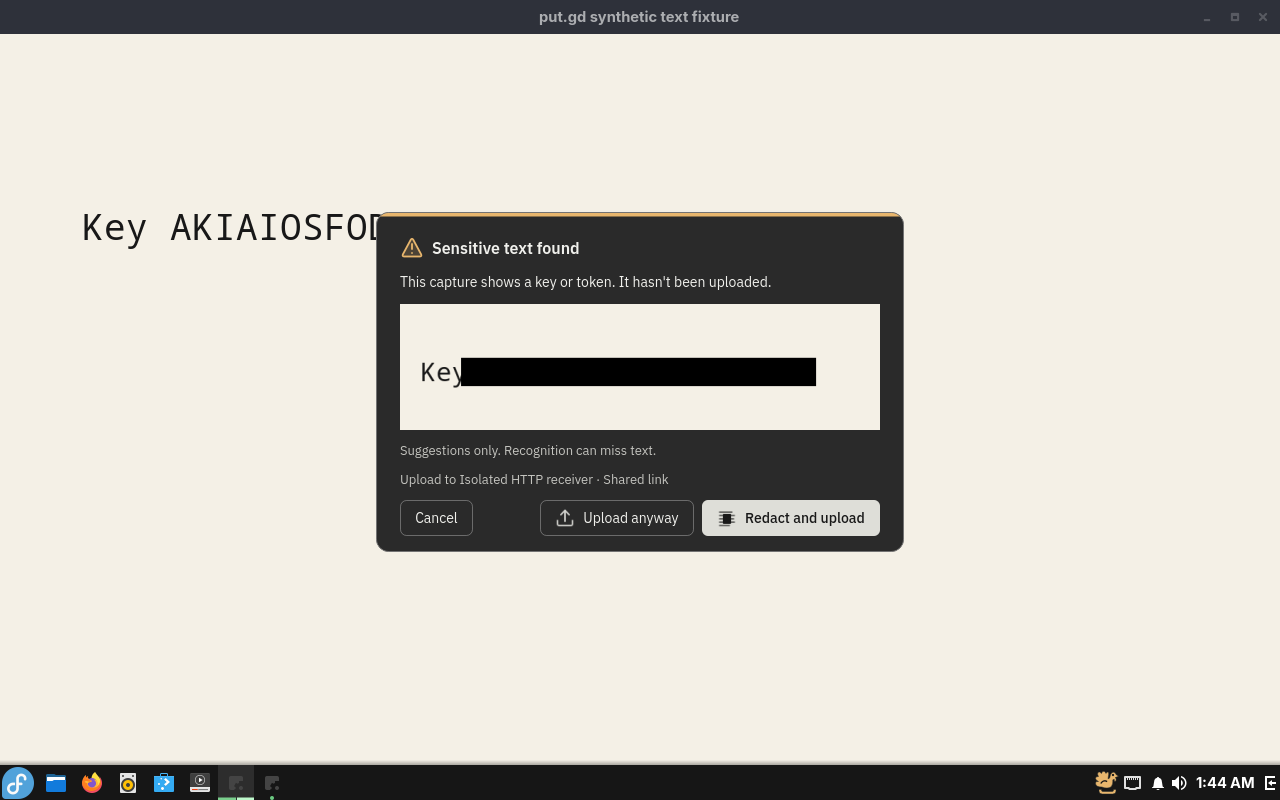 put.gd synthetic text fixture
Key AKIAIOSFOD
Sensitive text found
This capture shows a key or token. It hasn't been uploaded.
Key
Suggestions only. Recognition can miss text.
Upload to Isolated HTTP receiver · Shared link
Cancel
Upload anyway
Redact and upload
1:44 AM